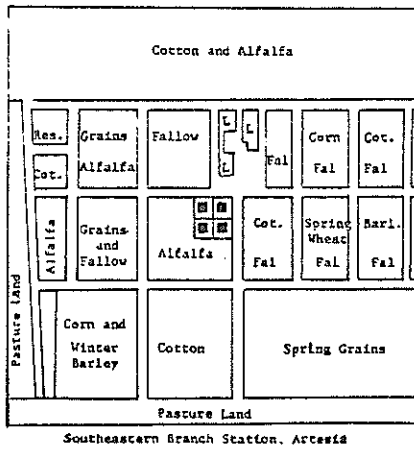 Cotton and Alfalfa
Res.
Grains
Alfalfa
Fallow
L
L
L
Fal
Corn
Fal
Cot.
Fal
Cot.
Alfalfa
Grains
and
Fallow
Alfalfa
Cot.
Fal
Spring
Wheat
Fal
Barl.
Fal
Pasture Land
Corn and
Winter
Barley
Cotton
Spring Grains
Pasture Land
Southeastern Branch Station, Artesia